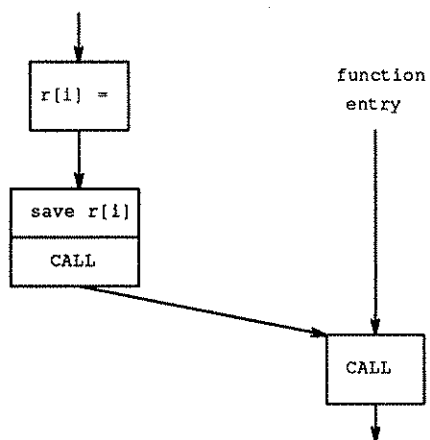 r[i] =
function
entry
save r[i]
CALL
CALL